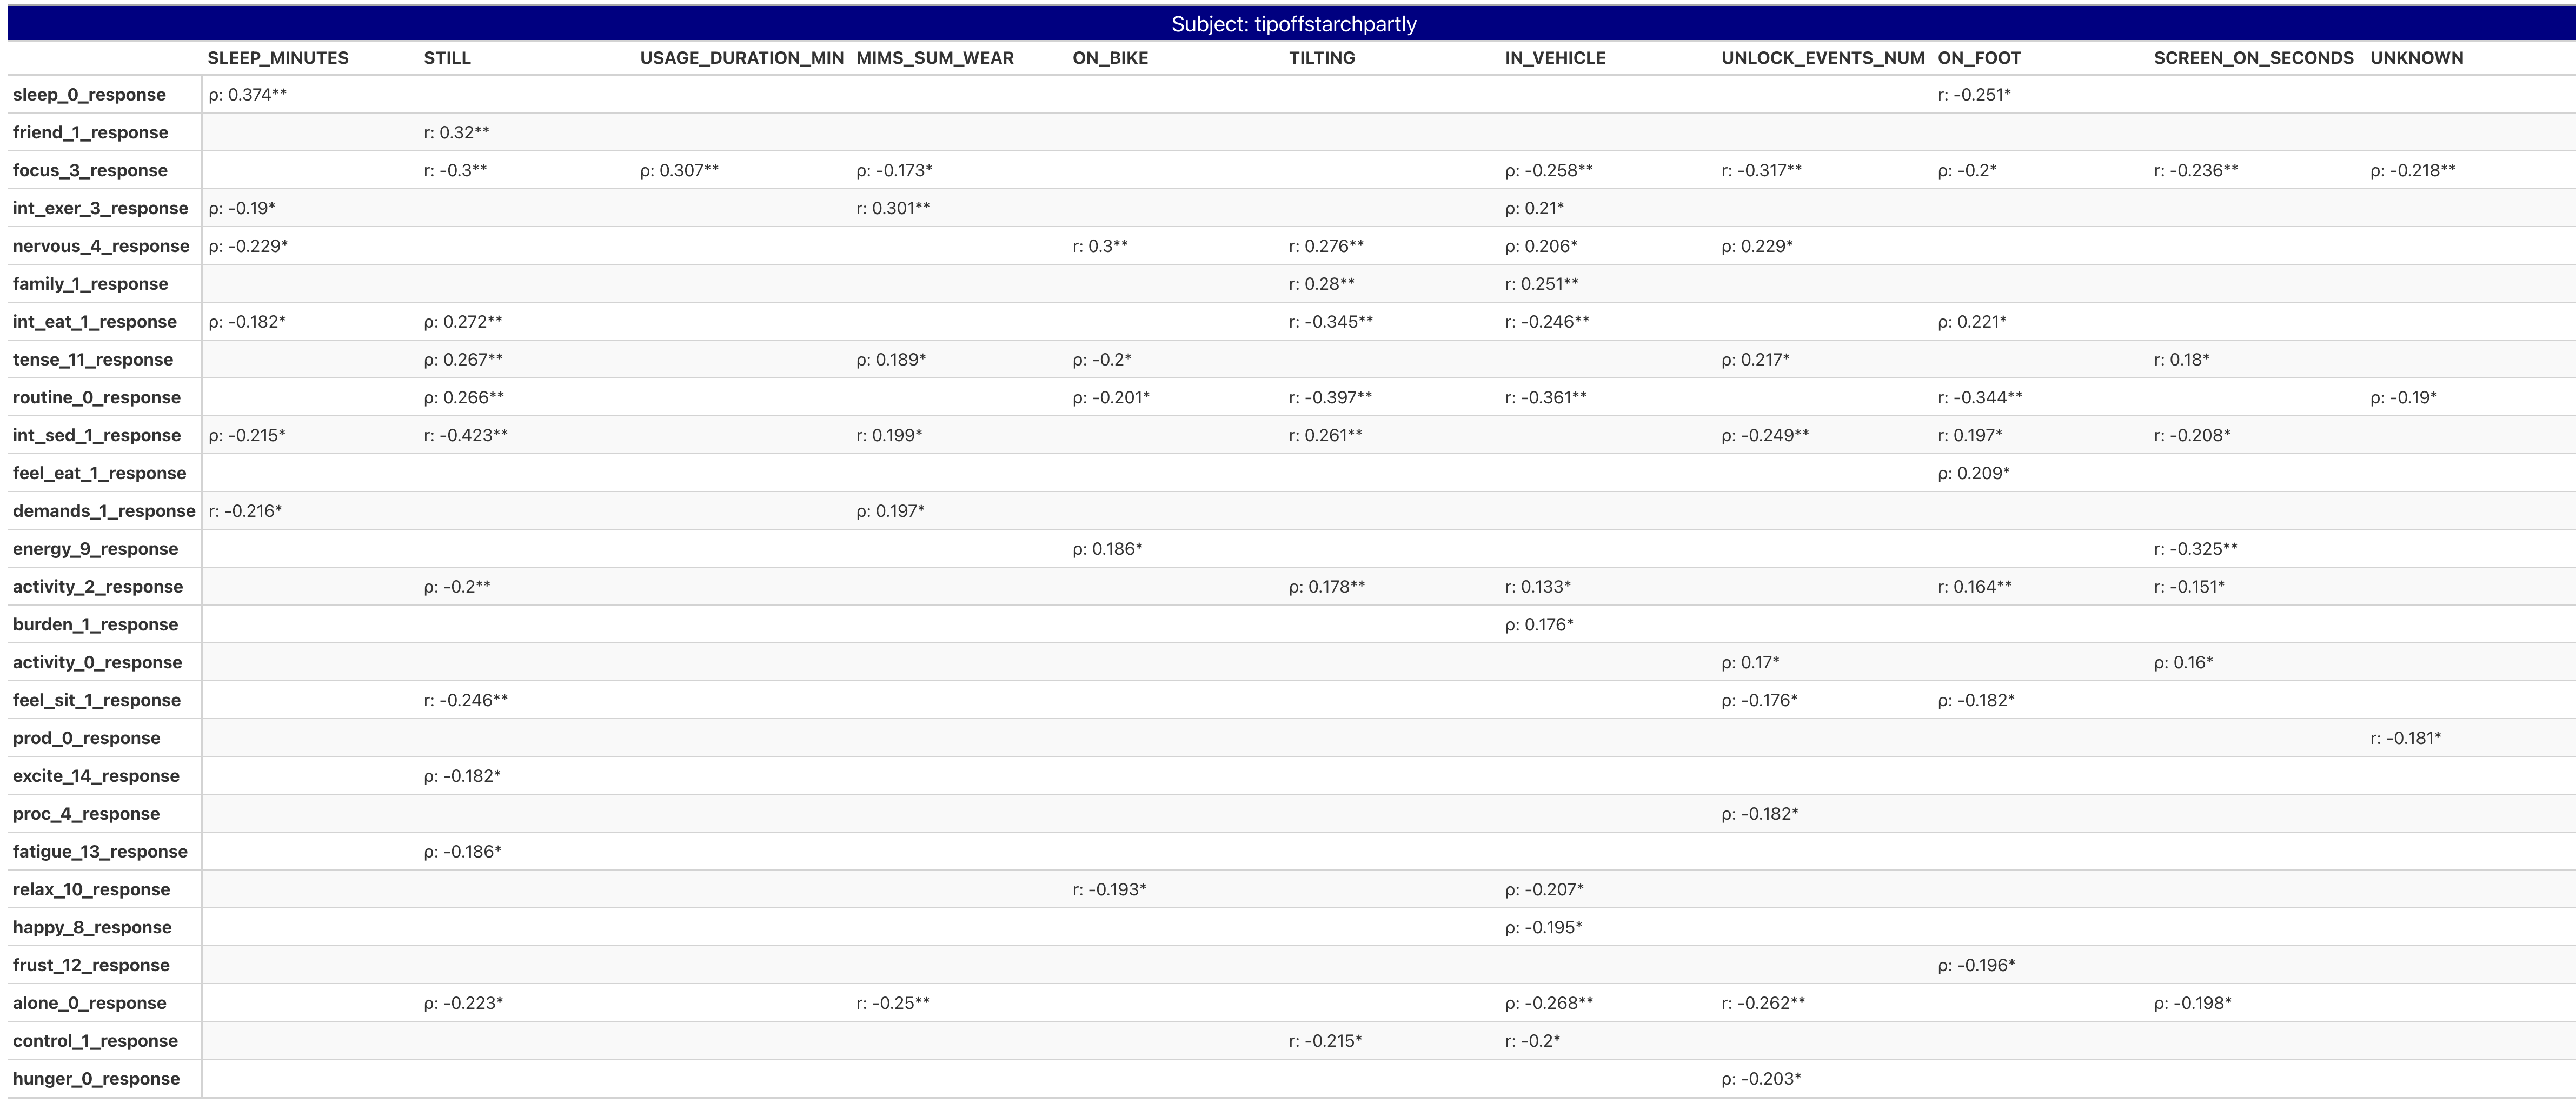 Subject: tipoffstarchpartly
SLEEP_MINUTES STILL USAGE_DURATION_MIN MIMS_SUM_WEAR ON_BIKE TILTING IN_VEHICLE UNLOCK_EVENTS_NUM ON_FOOT SCREEN_ON_SECONDS UNKNOWN
sleep_0_response ρ: 0.374** r: -0.251*
friend_1_response r: 0.32**
focus_3_response r: -0.3** ρ: 0.307** ρ: -0.173* ρ: -0.258** r: -0.317** ρ: -0.2* r: -0.236** ρ: -0.218**
int_exer_3_response ρ: -0.19* r: 0.301** ρ: 0.21*
nervous_4_response ρ: -0.229* r: 0.3** r: 0.276** ρ: 0.206* ρ: 0.229*
family_1_response r: 0.28** r: 0.251**
int_eat_1_response ρ: -0.182* ρ: 0.272** r: -0.345** r: -0.246** ρ: 0.221*
tense_11_response ρ: 0.267** ρ: 0.189* ρ: -0.2* ρ: 0.217* r: 0.18*
routine_0_response ρ: 0.266** ρ: -0.201* r: -0.397** r: -0.361** r: -0.344** ρ: -0.19*
int_sed_1_response ρ: -0.215* r: -0.423** r: 0.199* r: 0.261** ρ: -0.249** r: 0.197* r: -0.208*
feel_eat_1_response ρ: 0.209*
demands_1_response r: -0.216* ρ: 0.197*
energy_9_response ρ: 0.186* r: -0.325**
activity_2_response ρ: -0.2** ρ: 0.178** r: 0.133* r: 0.164** r: -0.151*
burden_1_response ρ: 0.176*
activity_0_response ρ: 0.17* ρ: 0.16*
feel_sit_1_response r: -0.246** ρ: -0.176* ρ: -0.182*
prod_0_response r: -0.181*
excite_14_response ρ: -0.182*
proc_4_response ρ: -0.182*
fatigue_13_response ρ: -0.186*
relax_10_response r: -0.193* ρ: -0.207*
happy_8_response ρ: -0.195*
frust_12_response ρ: -0.196*
alone_0_response ρ: -0.223* r: -0.25** ρ: -0.268** r: -0.262** ρ: -0.198*
control_1_response r: -0.215* r: -0.2*
hunger_0_response ρ: -0.203*